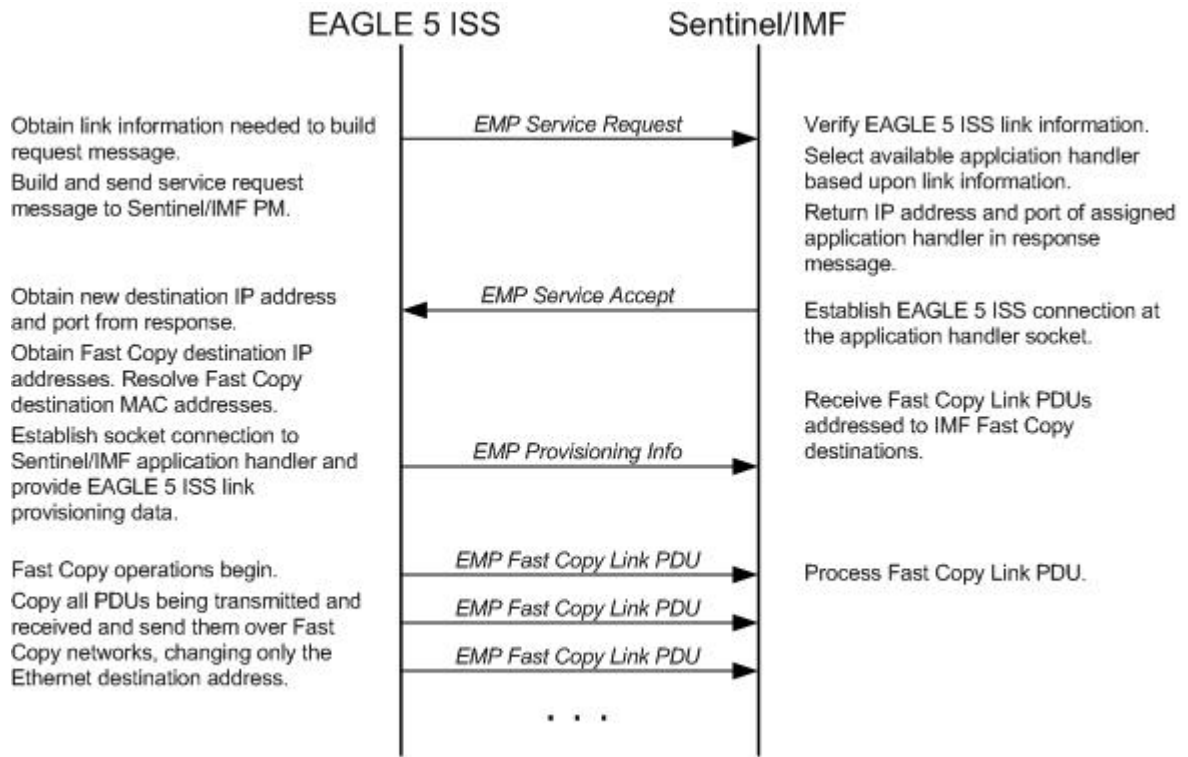 EAGLE 5 ISS
Sentinel/IMF
Obtain link information needed to build
request message.
Build and send service request
message to Sentinel/IMF PM.
EMP Service Request
Verify EAGLE 5 ISS link information.
Select available applciation handler
based upon link information.
Return IP address and port of assigned
application handler in response
message.
Obtain new destination IP address
and port from response.
Obtain Fast Copy destination IP
addresses. Resolve Fast Copy
destination MAC addresses.
Establish socket connection to
Sentinel/IMF application handler and
provide EAGLE 5 ISS link
provisioning data.
EMP Service Accept
Establish EAGLE 5 ISS connection at
the application handler socket.
Receive Fast Copy Link PDUs
addressed to IMF Fast Copy
destinations.
EMP Provisioning Info
Fast Copy operations begin.
Copy all PDUs being transmitted and
received and send them over Fast
Copy networks, changing only the
Ethernet destination address.
EMP Fast Copy Link PDU
EMP Fast Copy Link PDU
EMP Fast Copy Link PDU
Process Fast Copy Link PDU.
. . .